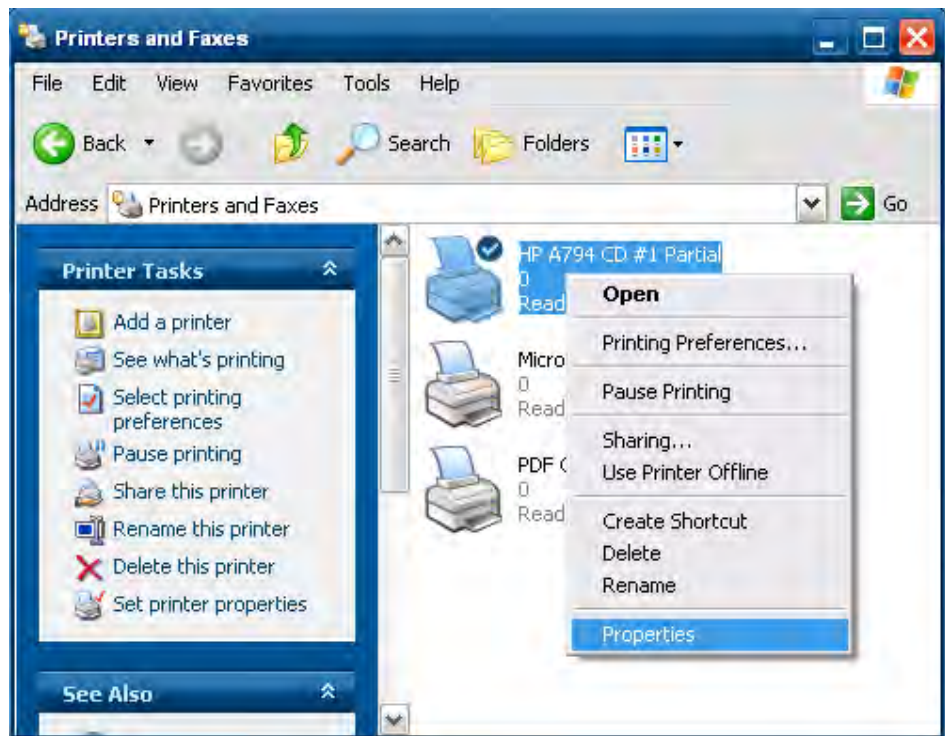 Printers and Faxes
File Edit View Favorites Tools Help
Back Search Folders
Address Printers and Faxes Go
Printer Tasks
Add a printer
See what's printing
Select printing
preferences
Pause printing
Share this printer
Rename this printer
Delete this printer
Set printer properties
See Also
HP A794 CD #1 Partial
0
Read
Micro
0
Read
PDF
0
Read
Open
Printing Preferences...
Pause Printing
Sharing...
Use Printer Offline
Create Shortcut
Delete
Rename
Properties